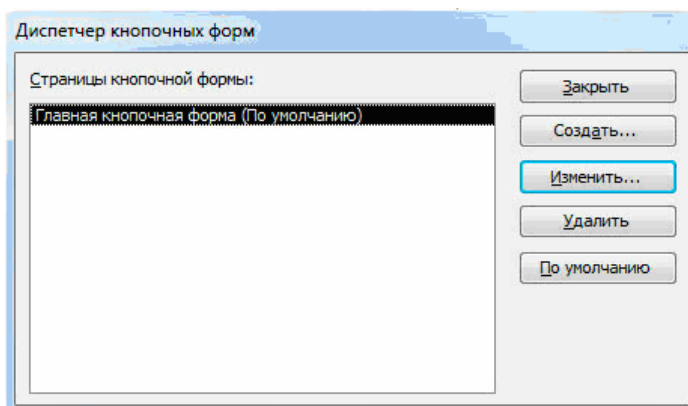 Диспетчер кнопочных форм
Страницы кнопочной формы:
Главная кнопочная форма (По умолчанию)
Закрыть
Создать...
Изменить...
Удалить
По умолчанию